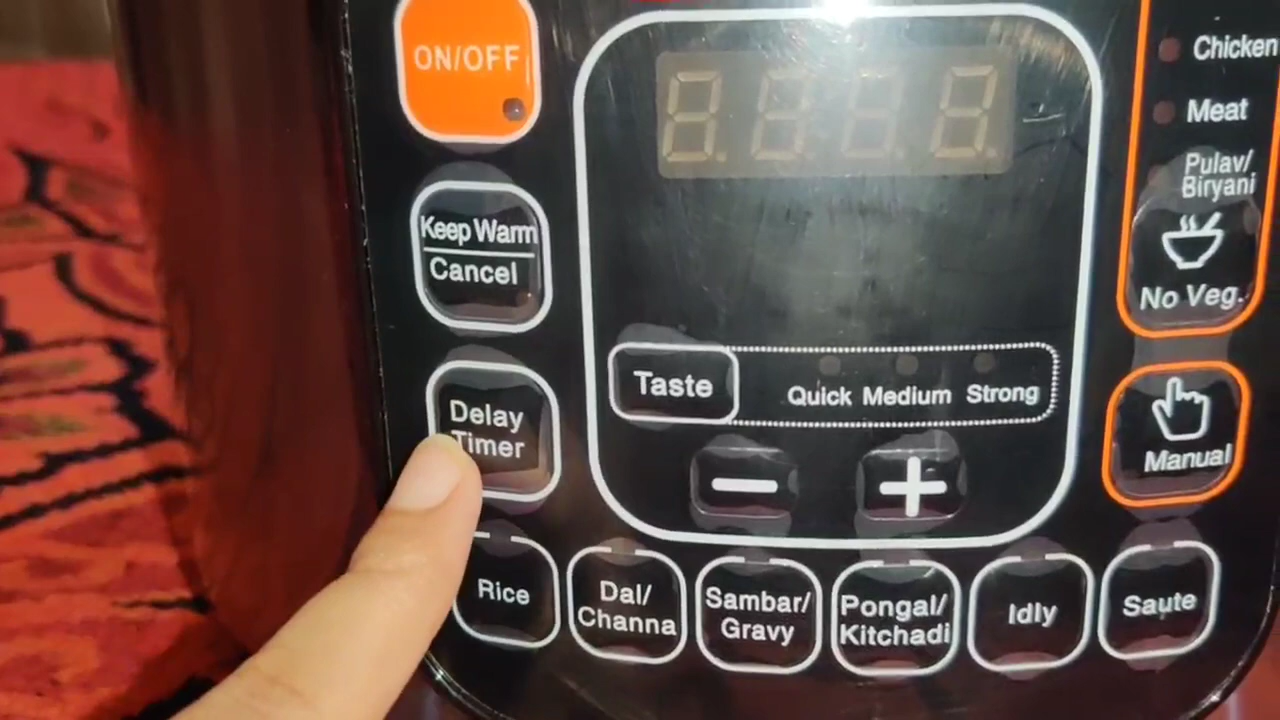 ON/OFF
Keep Warm
Cancel
Delay
Timer
Taste
Quick Medium Strong
Chicken
Meat
Pulav/
Biryani
No Veg.
Manual
Rice
Dal/
Channa
Sambar/
Gravy
Pongal/
Kitchadi
Idly
Saute